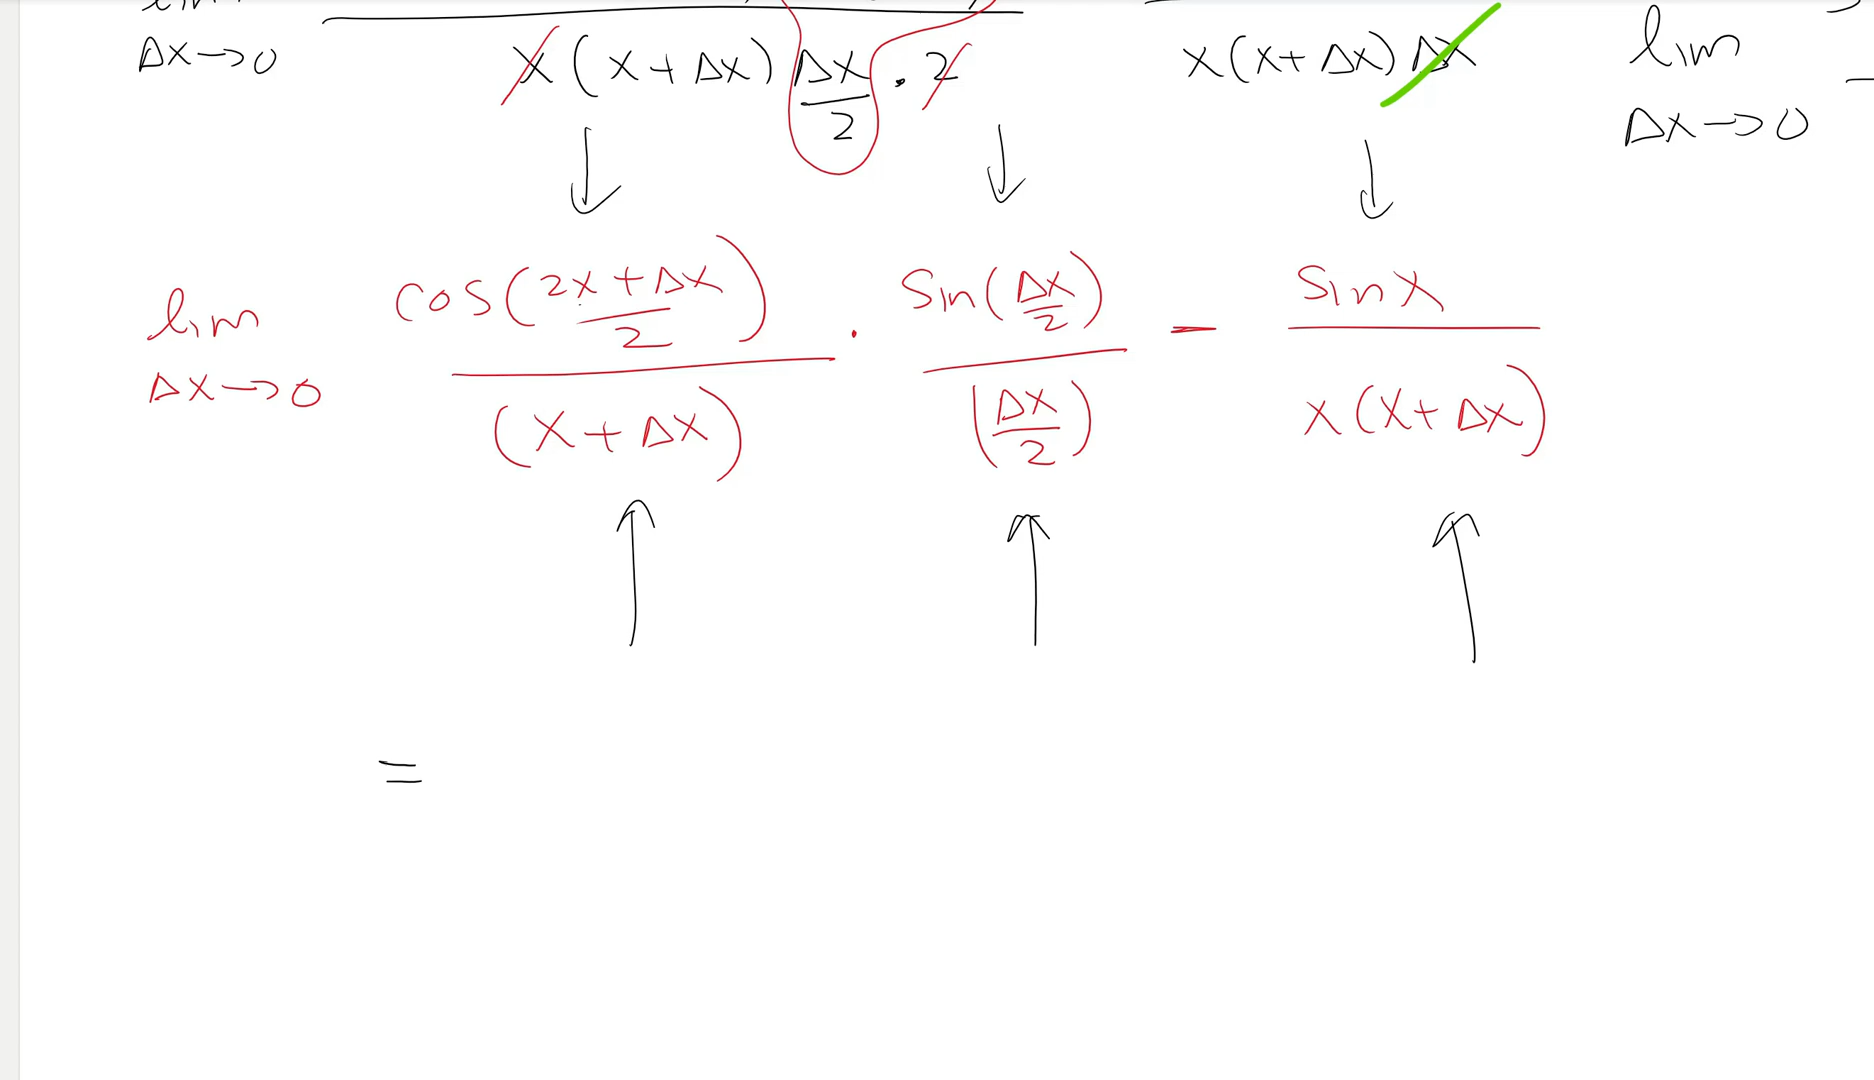 Δx→0 x(x+Δx) Δx/2 · 2 x(x+Δx) Δx lim Δx→0
lim Δx→0 cos((2x+Δx)/2)/(x+Δx) · sin(Δx/2)/(Δx/2) − sinx/(x(x+Δx))
=